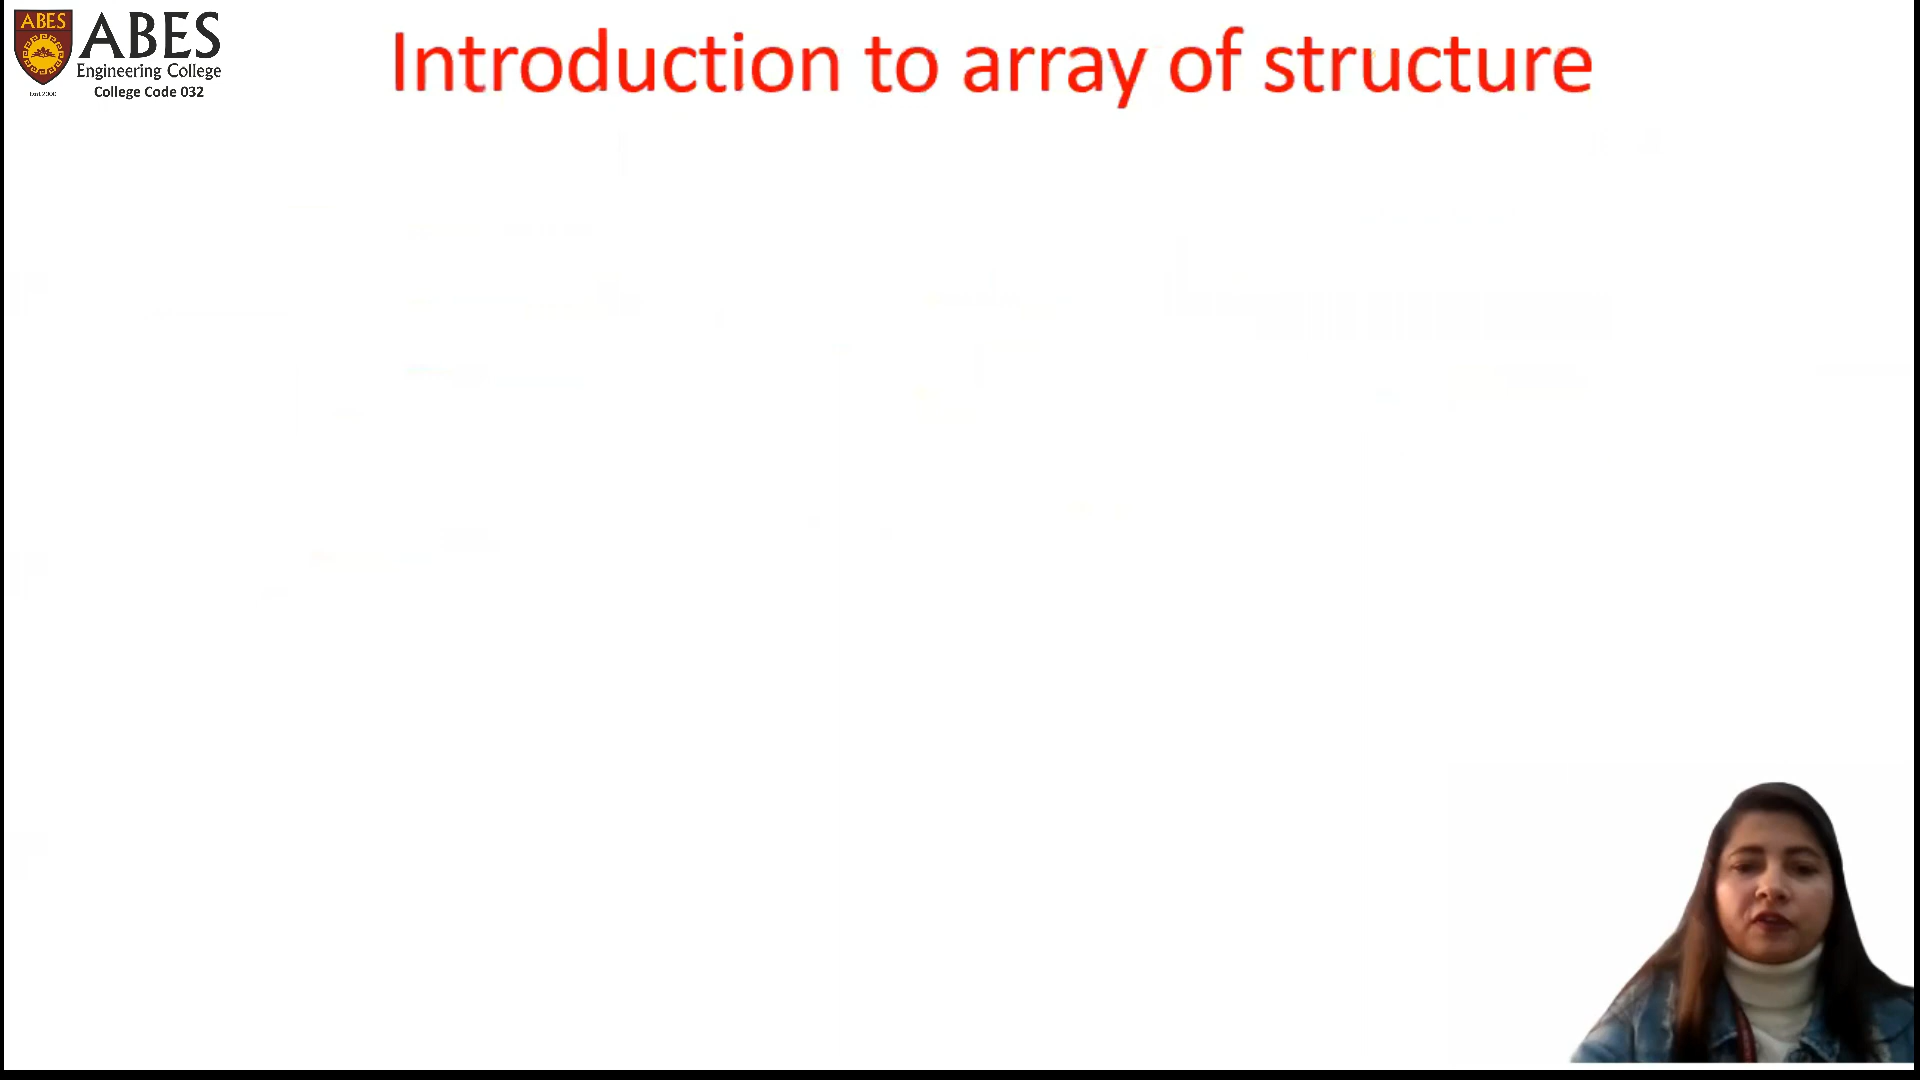 ABES
ABES
Engineering College
College Code 032
Introduction to array of structure